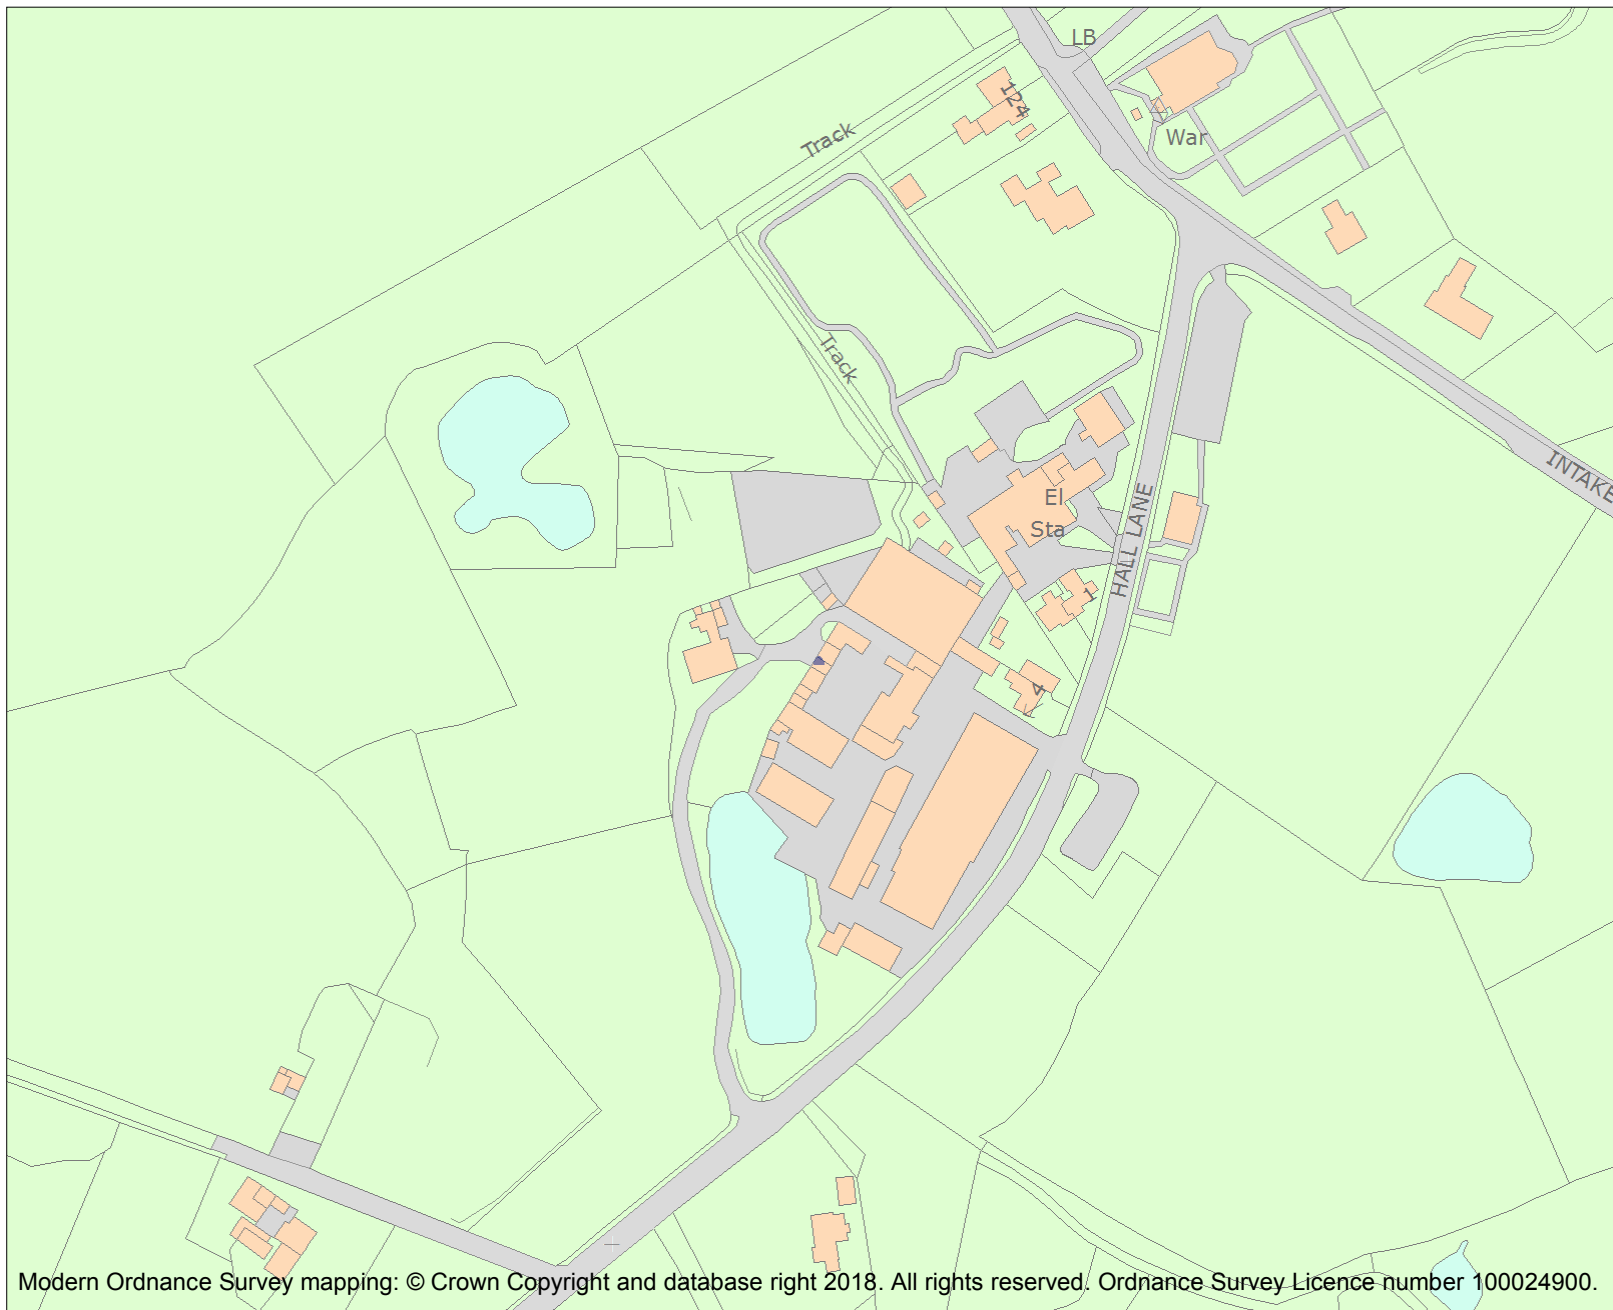 LB
124
War
Track
Track
INTAKE
El
Sta
HALL LANE
1
4
Modern Ordnance Survey mapping: © Crown Copyright and database right 2018. All rights reserved. Ordnance Survey Licence number 100024900.